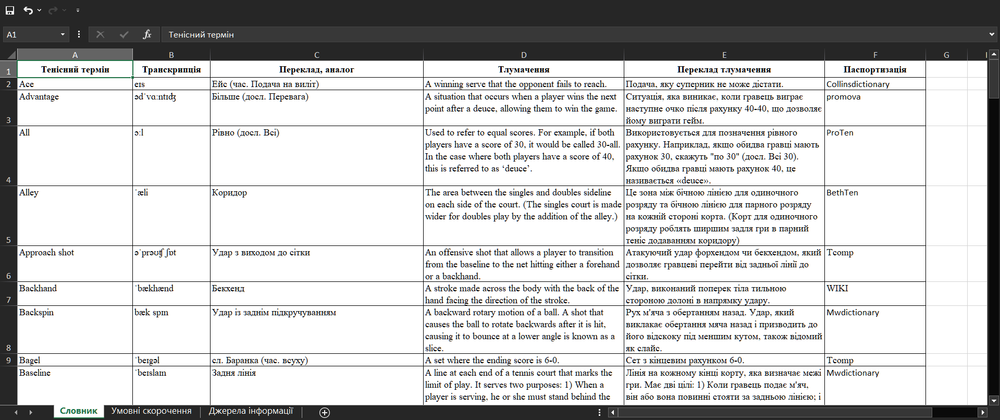 A1
fx
Тенісний термін
A B C D E F G
1 Тенісний термін Транскрипція Переклад, аналог Тлумачення Переклад тлумачення Паспортизація
2 Ace eɪs Ейс (час. Подача на виліт) A winning serve that the opponent fails to reach. Подача, яку суперник не може дістати. Collinsdictionary
Advantage ədˈvɑːntɪʤ Більше (досл. Перевага) A situation that occurs when a player wins the next Ситуація, яка виникає, коли гравець виграє promova
point after a deuce, allowing them to win the game. наступне очко після рахунку 40-40, що дозволяє
3 йому виграти гейм.
All ɔːl Рівно (досл. Всі) Used to refer to equal scores. For example, if both Використовується для позначення рівного ProTen
players have a score of 30, it would be called 30-all. рахунку. Наприклад, якщо обидва гравці мають
In the case where both players have a score of 40, рахунок 30, скажуть "по 30" (досл. Всі 30).
this is referred to as ‘deuce’. Якщо обидва гравці мають рахунок 40, це
4 називається «deuce».
Alley ˈæli Коридор The area between the singles and doubles sideline Це зона між бічною лінією для одиночного BethTen
on each side of the court. (The singles court is made розряду та бічною лінією для парного розряду
wider for doubles play by the addition of the alley.) на кожній стороні корта. (Корт для одиночного
розряду роблять ширшим задля гри в парний
5 теніс додаванням коридору)
Approach shot əˈprəʊʧ ʃɒt Удар з виходом до сітки An offensive shot that allows a player to transition Атакуючий удар форхендом чи бекхендом, який Tcomp
from the baseline to the net hitting either a forehand дозволяє гравцеві перейти від задньої лінії до
6 or a backhand. сітки.
Backhand ˈbækhænd Бекхенд A stroke made across the body with the back of the Удар, виконаний поперек тіла тильною WIKI
7 hand facing the direction of the stroke. стороною долоні в напрямку удару.
Backspin bæk spɪn Удар із заднім підкручуванням A backward rotary motion of a ball. A shot that Рух м'яча з обертанням назад. Удар, який Mwdictionary
causes the ball to rotate backwards after it is hit, виклакає обертання мяча назад і призводить до
causing it to bounce at a lower angle is known as a його відскоку під меншим кутом, також відомий
8 slice. як слайс.
9 Bagel ˈbeɪgəl сл. Баранка (час. всуху) A set where the ending score is 6-0. Сет з кінцевим рахунком 6-0. Tcomp
Baseline ˈbeɪslaɪn Задня лінія A line at each end of a tennis court that marks the Лінія на кожному кінці корту, яка визначає межі Mwdictionary
limit of play. It serves two purposes: 1) When a гри. Має дві цілі: 1) Коли гравець подає м'яч,
player is serving, he or she must stand behind the він або вона повинні стояти за задньою лінією; і
Словник Умовні скорочення Джерела інформації